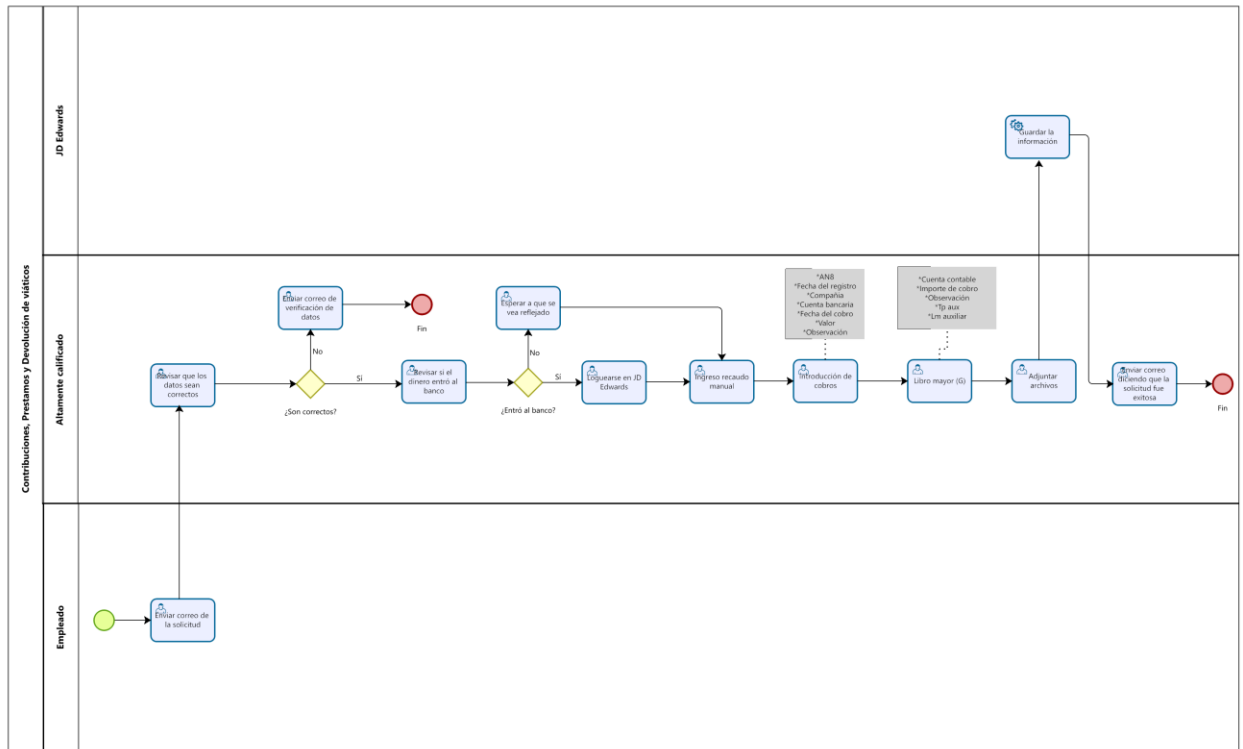 Contribuciones, Prestamos y Devolución de viáticos
JD Edwards
Guardar la
información
Altamente calificado
Enviar correo de
verificación de
datos
Fin
Esperar a que se
vea reflejado
*AN8
*Fecha del registro
*Compañia
*Cuenta bancaria
*Fecha del cobro
*Valor
*Observación
*Cuenta contable
*Importe de cobro
*Observación
*Tp aux
*Lm auxiliar
No
No
Revisar que los
datos sean
correctos
¿Son correctos?
Sí
Revisar si el
dinero entró al
banco
¿Entró al banco?
Sí
Loguearse en JD
Edwards
Ingreso recaudo
manual
Introducción de
cobros
Libro mayor (G)
Adjuntar
archivos
Enviar correo
diciendo que la
solicitud fue
exitosa
Fin
Empleado
Enviar correo de
la solicitud